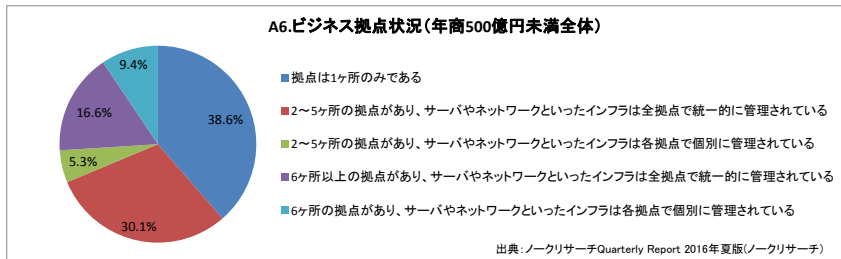 A6.ビジネス拠点状況(年商500億円未満全体)
9.4%
16.6%
38.6%
5.3%
30.1%
拠点は1ヶ所のみである
2～5ヶ所の拠点があり、サーバやネットワークといったインフラは全拠点で統一的に管理されている
2～5ヶ所の拠点があり、サーバやネットワークといったインフラは各拠点で個別に管理されている
6ヶ所以上の拠点があり、サーバやネットワークといったインフラは全拠点で統一的に管理されている
6ヶ所の拠点があり、サーバやネットワークといったインフラは各拠点で個別に管理されている
出典:ノークリサーチQuarterly Report 2016年夏版(ノークリサーチ)